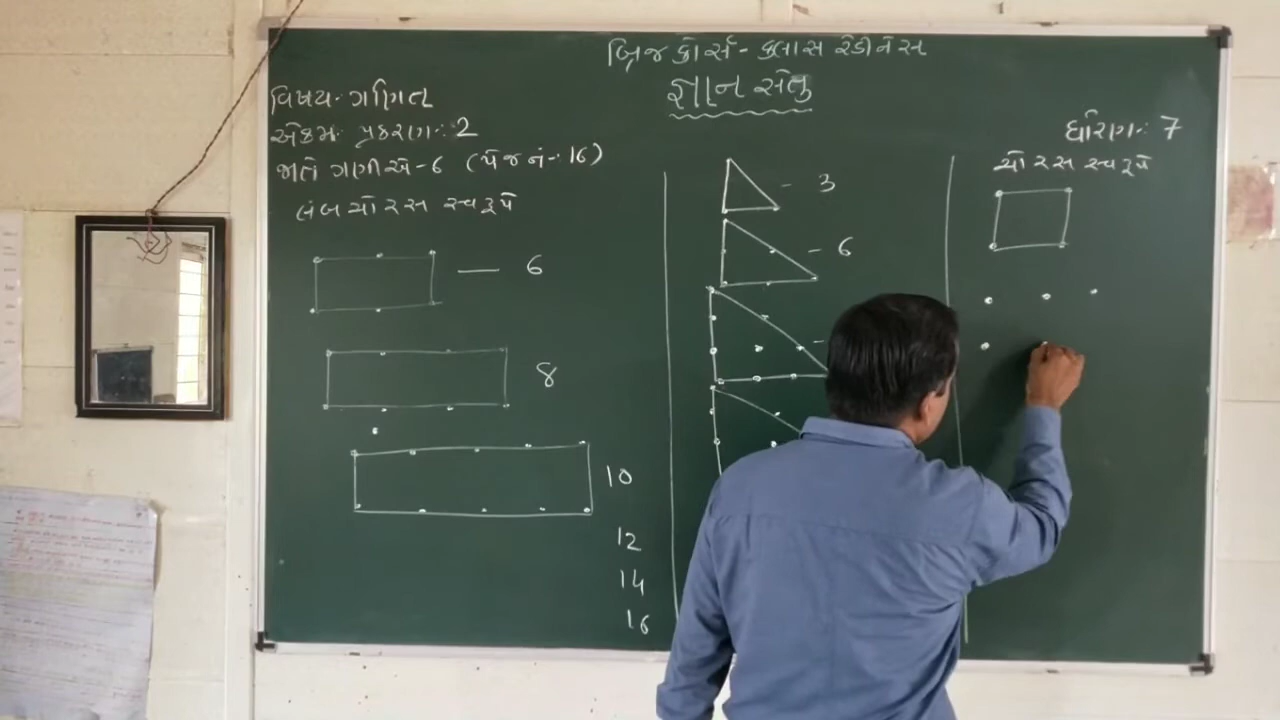 બ્રિજકોર્સ - ક્લાસ રેડીનેસ
જ્ઞાન સેતુ
વિષય:- ગણિત
એકમ: પ્રકરણ:- 2
જાતે ગણીએ-6 (પેજ નં:- 16)
લંબચોરસ સ્વરૂપે
6
8
10
12
14
16
- 3
- 6
-
ધોરણ:- 7
ચોરસ સ્વરૂપે